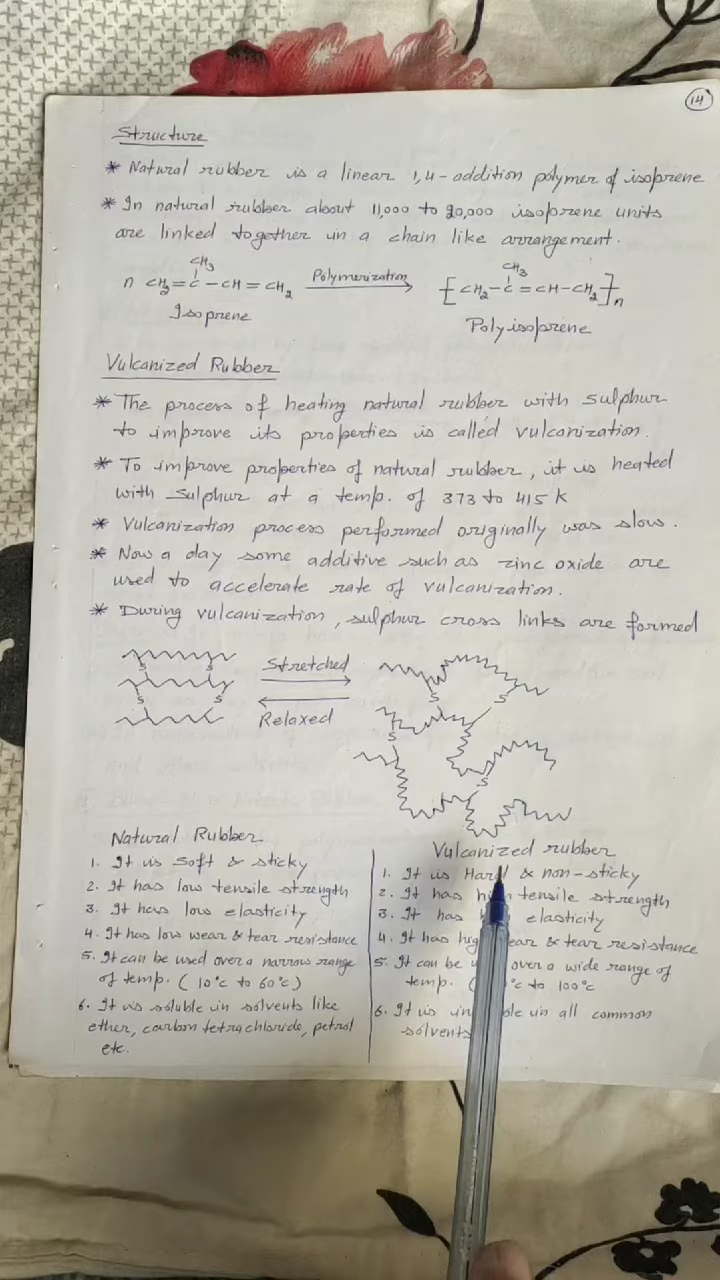 14
Structure
* Natural rubber is a linear 1,4-addition polymer of isoprene
* In natural rubber about 11,000 to 20,000 isoprene units
are linked together in a chain like arrangement.
CH3
n CH2=C-CH=CH2 Polymerization
Isoprene
CH3
[CH2-C=CH-CH2]n
Polyisoprene
Vulcanized Rubber
* The process of heating natural rubber with sulphur
to improve its properties is called vulcanization.
* To improve properties of natural rubber, it is heated
with sulphur at a temp. of 373 to 415 K
* Vulcanization process performed originally was slow.
* Now a day some additive such as zinc oxide are
used to accelerate rate of vulcanization.
* During vulcanization, sulphur cross links are formed
S S
S S
Stretched
Relaxed
S S
S
S
Natural Rubber
1. It is soft & sticky
2. It has low tensile strength
3. It has low elasticity
4. It has low wear & tear resistance
5. It can be used over a narrow range
of temp. (10°c to 60°c)
6. It is soluble in solvents like
ether, carbon tetrachloride, petrol
etc.
Vulcanized rubber
1. It is Hard & non-sticky
2. It has tensile strength
3. It has elasticity
4. It has & tear resistance
5. It can be over a wide range of
temp. ( °c to 100°c
6. It is in all common
solvents